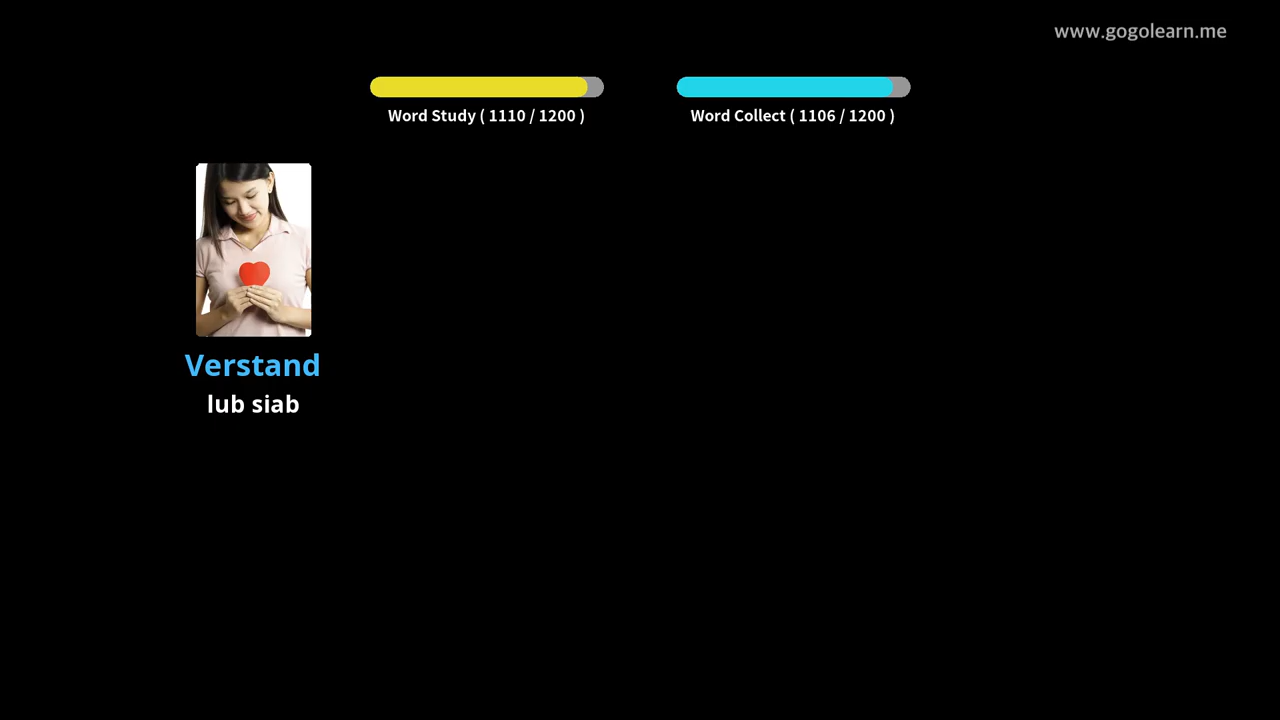 www.gogolearn.me
Word Study ( 1110 / 1200 )
Word Collect ( 1106 / 1200 )
Verstand
lub siab